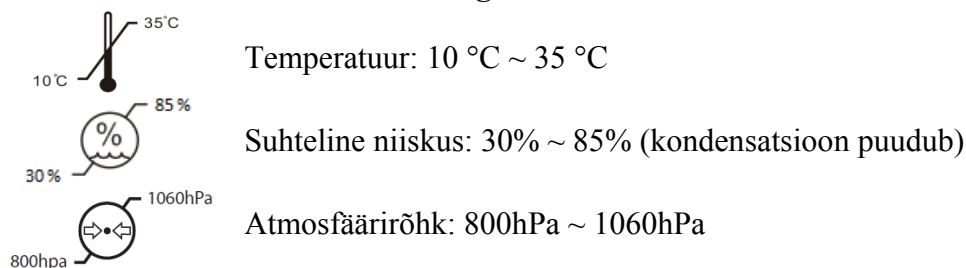 35°C
Temperatuur: 10 °C ~ 35 °C
10°C
85 %
%
Suhteline niiskus: 30% ~ 85% (kondensatsioon puudub)
30 %
1060hPa
Atmosfäärirõhk: 800hPa ~ 1060hPa
800hpa